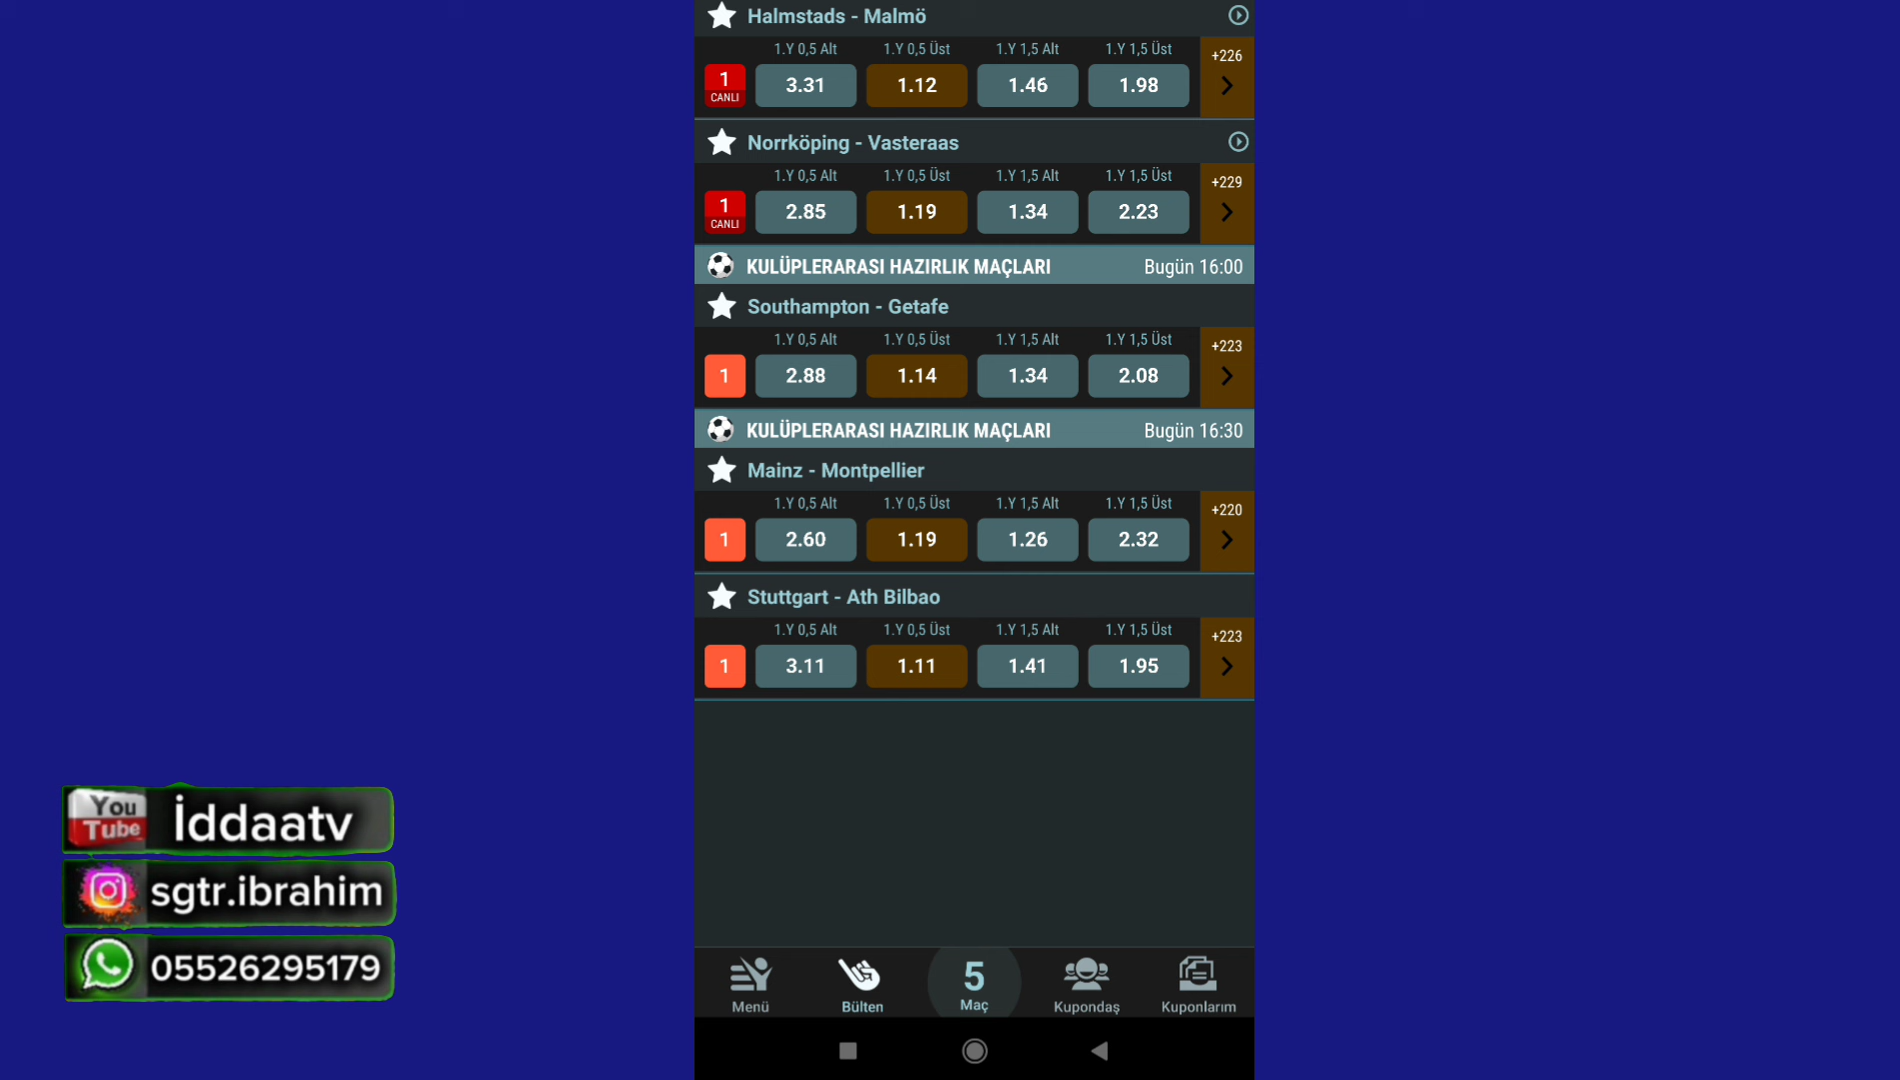 Halmstads - Malmö
1.Y 0,5 Alt 1.Y 0,5 Üst 1.Y 1,5 Alt 1.Y 1,5 Üst +226
1 CANLI 3.31 1.12 1.46 1.98
Norrköping - Vasteraas
1.Y 0,5 Alt 1.Y 0,5 Üst 1.Y 1,5 Alt 1.Y 1,5 Üst +229
1 CANLI 2.85 1.19 1.34 2.23
KULÜPLERARASI HAZIRLIK MAÇLARI Bugün 16:00
Southampton - Getafe
1.Y 0,5 Alt 1.Y 0,5 Üst 1.Y 1,5 Alt 1.Y 1,5 Üst +223
1 2.88 1.14 1.34 2.08
KULÜPLERARASI HAZIRLIK MAÇLARI Bugün 16:30
Mainz - Montpellier
1.Y 0,5 Alt 1.Y 0,5 Üst 1.Y 1,5 Alt 1.Y 1,5 Üst +220
1 2.60 1.19 1.26 2.32
Stuttgart - Ath Bilbao
1.Y 0,5 Alt 1.Y 0,5 Üst 1.Y 1,5 Alt 1.Y 1,5 Üst +223
1 3.11 1.11 1.41 1.95
You Tube İddaatv
sgtr.ibrahim
05526295179
Menü Bülten 5 Maç Kupondaş Kuponlarım